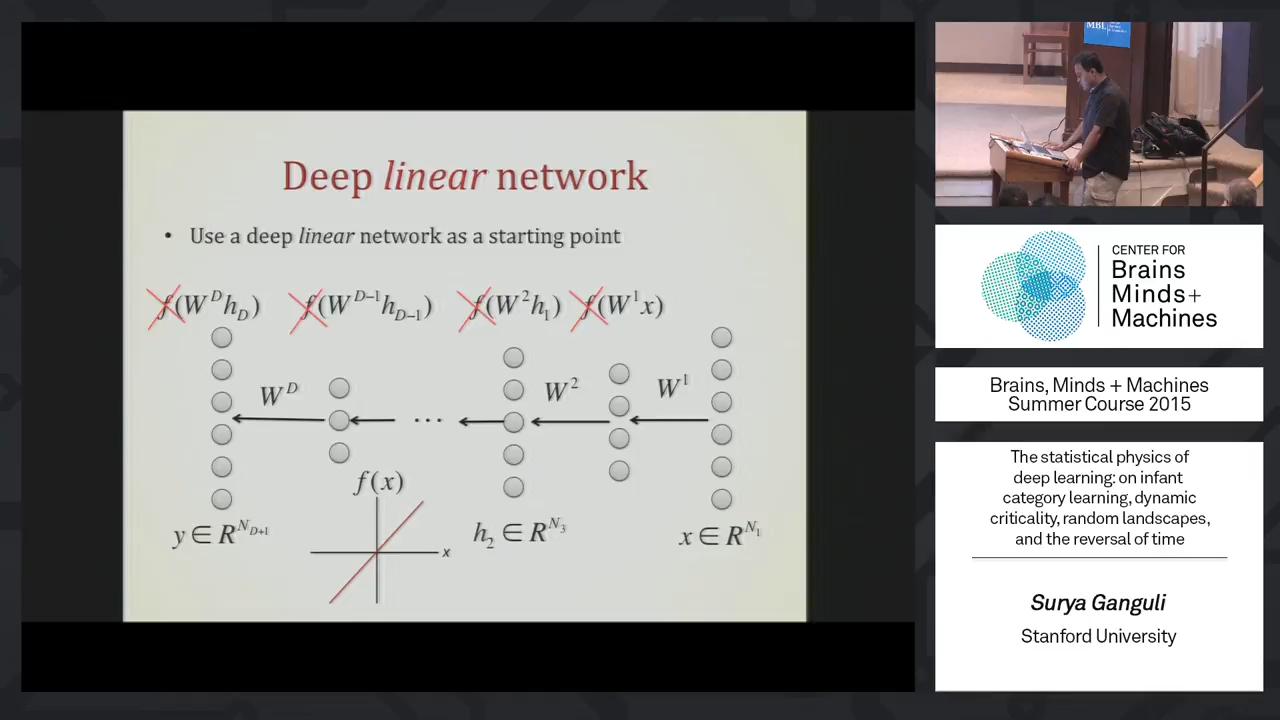 Deep linear network
• Use a deep linear network as a starting point
f(W^D h_D) f(W^{D-1} h_{D-1}) f(W^2 h_1) f(W^1 x)
W^D ... W^2 W^1
f(x)
x
y ∈ R^{N_{D+1}} h_2 ∈ R^{N_3} x ∈ R^{N_1}
MBL
CENTER FOR
Brains
Minds+
Machines
Brains, Minds + Machines
Summer Course 2015
The statistical physics of
deep learning: on infant
category learning, dynamic
criticality, random landscapes,
and the reversal of time
Surya Ganguli
Stanford University